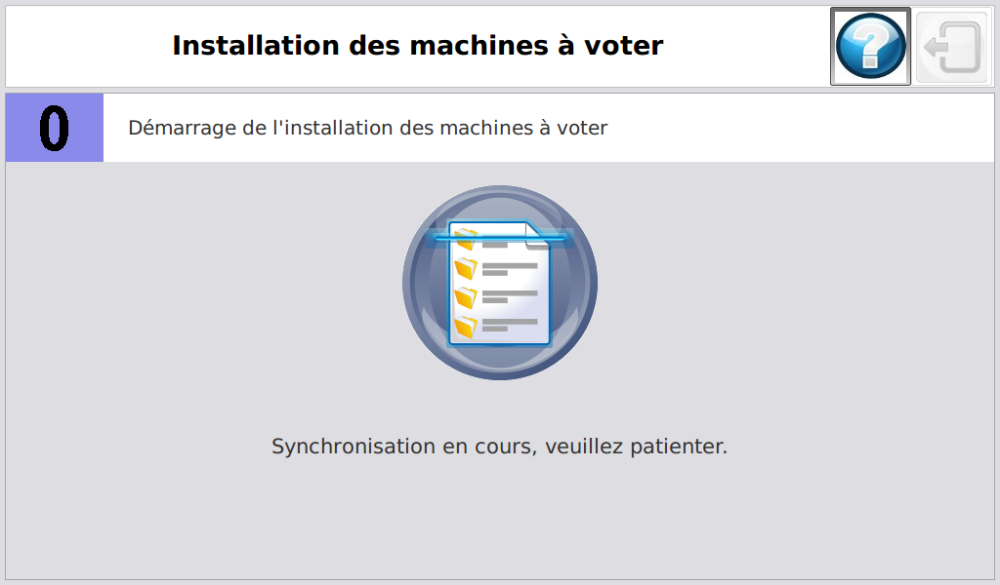 Installation des machines à voter
0
Démarrage de l'installation des machines à voter
Synchronisation en cours, veuillez patienter.